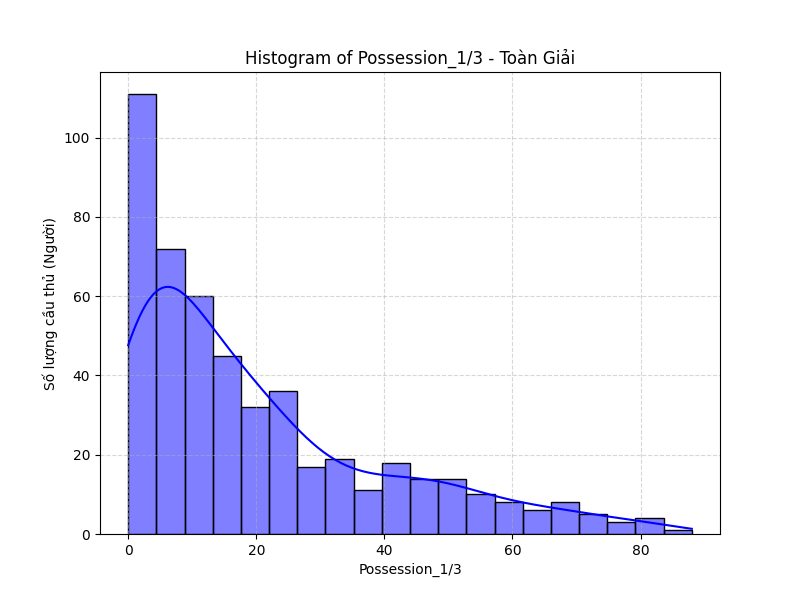 Histogram of Possession_1/3 - Toàn Giải
Số lượng cầu thủ (Người)
100
80
60
40
20
0
0 20 40 60 80
Possession_1/3